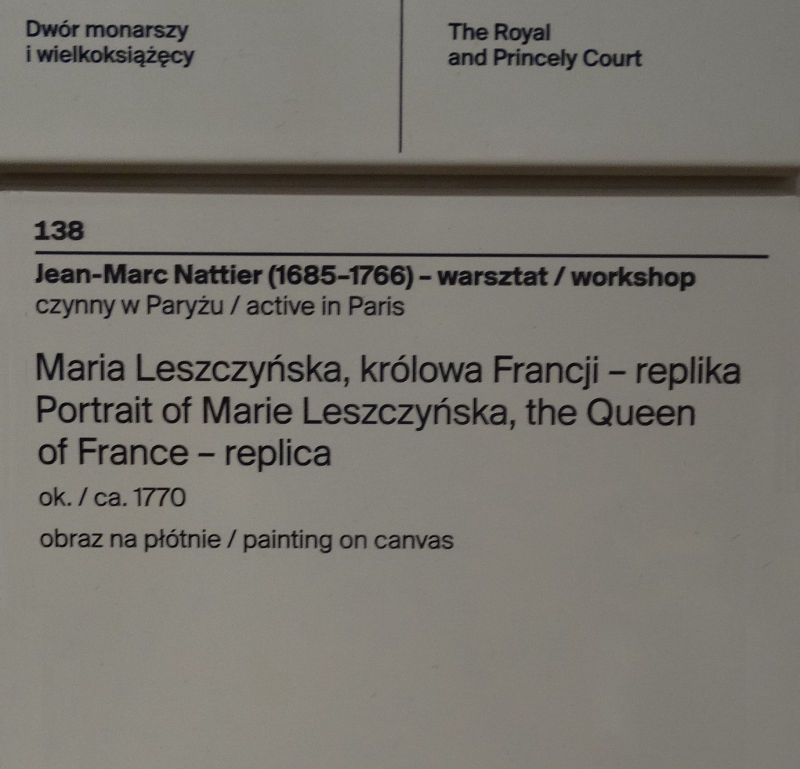 Dwór monarszy
i wielkoksiążęcy
The Royal
and Princely Court
138
Jean-Marc Nattier (1685–1766) – warsztat / workshop
czynny w Paryżu / active in Paris
Maria Leszczyńska, królowa Francji – replika
Portrait of Marie Leszczyńska, the Queen
of France – replica
ok. / ca. 1770
obraz na płótnie / painting on canvas